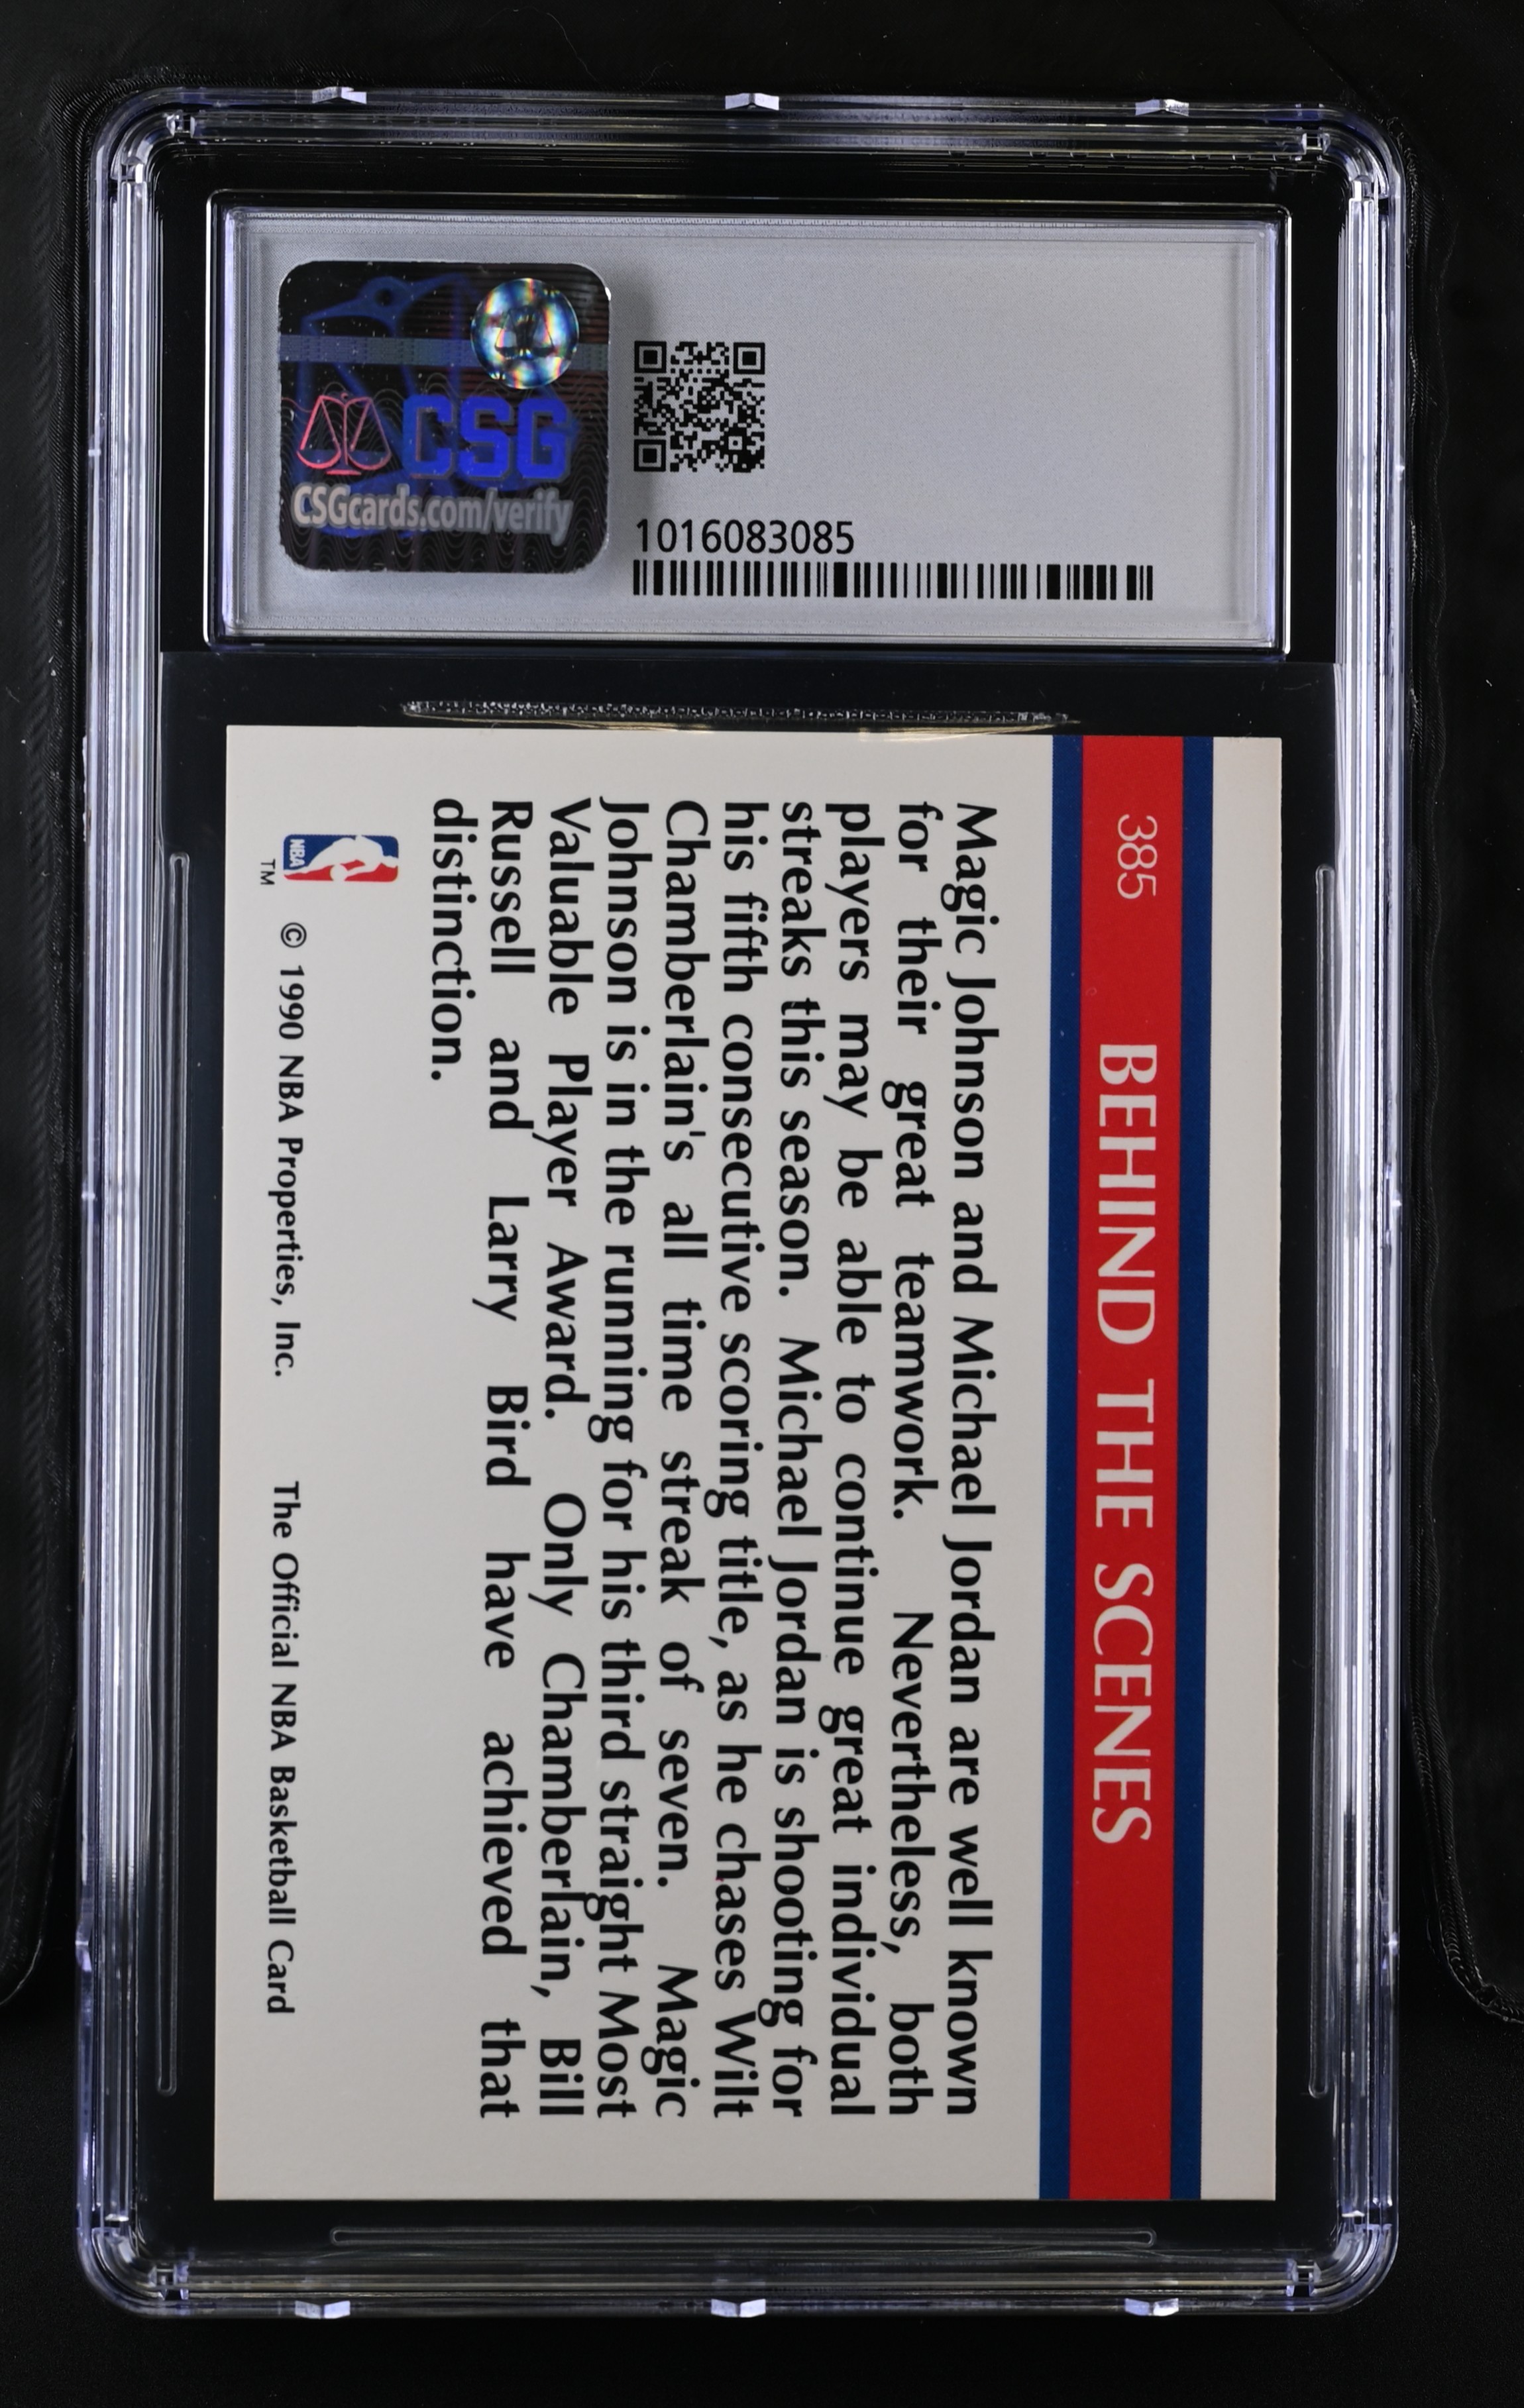 CSG
CSGcards.com/verify
1016083085
385 BEHIND THE SCENES
Magic Johnson and Michael Jordan are well known
for their great teamwork. Nevertheless, both
players may be able to continue great individual
streaks this season. Michael Jordan is shooting for
his fifth consecutive scoring title, as he chases Wilt
Chamberlain's all time streak of seven. Magic
Johnson is in the running for his third straight Most
Valuable Player Award. Only Chamberlain, Bill
Russell and Larry Bird have achieved that
distinction.
NBA
TM
© 1990 NBA Properties, Inc. The Official NBA Basketball Card